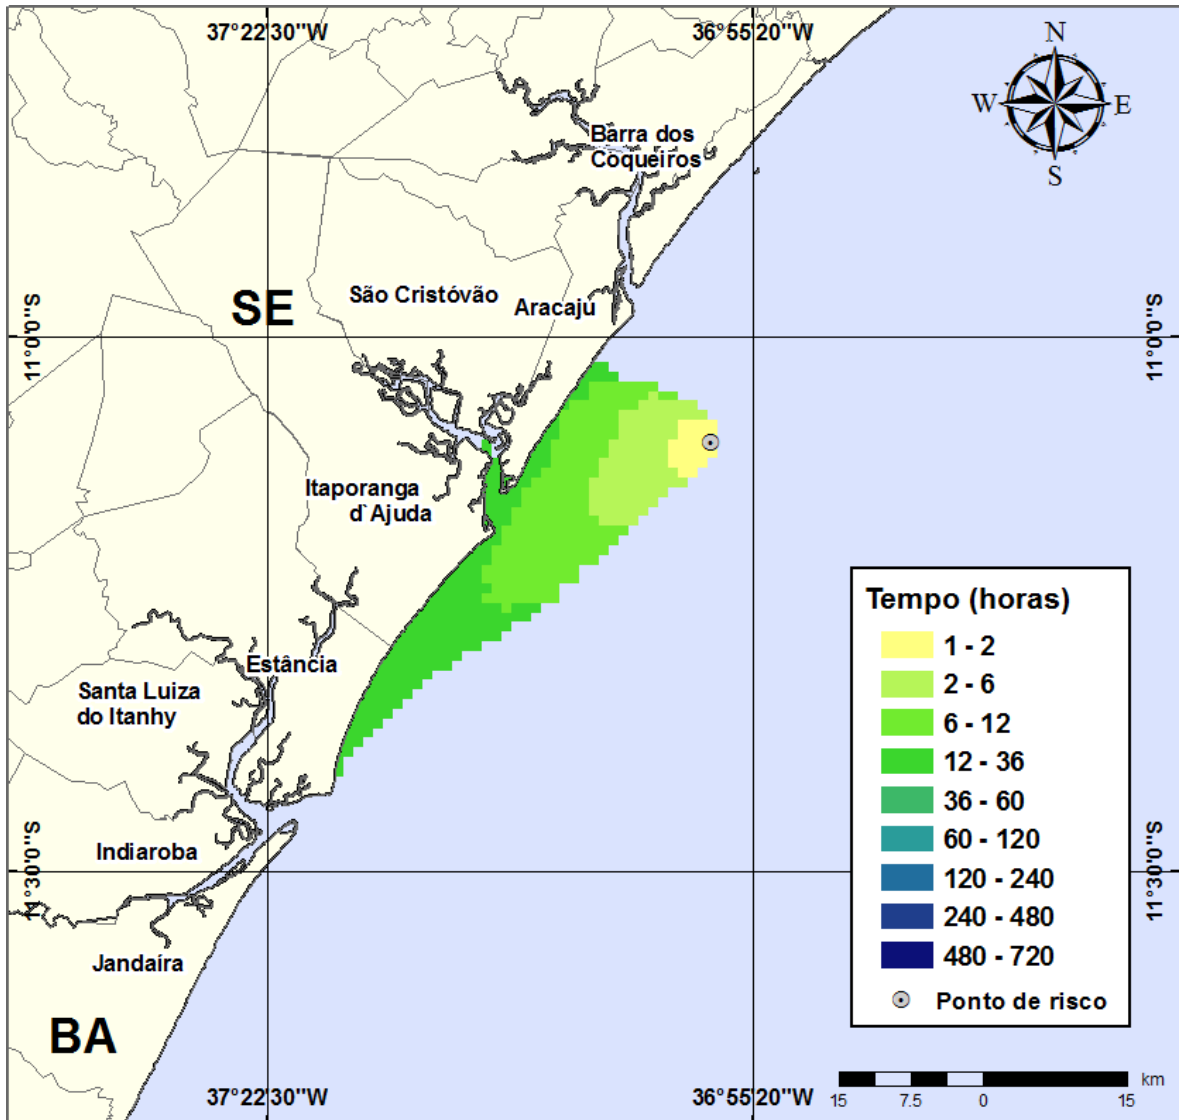 37°22'30"W
36°55'20"W
N
W
E
S
Barra dos
Coqueiros
11°0'0"S
SE
São Cristóvão
Aracaju
11°0'0"S
Itaporanga
d`Ajuda
Estância
Santa Luiza
do Itanhy
Indiaroba
11°30'0"S
Jandaíra
BA
Tempo (horas)
1 - 2
2 - 6
6 - 12
12 - 36
36 - 60
60 - 120
120 - 240
240 - 480
480 - 720
Ponto de risco
11°30'0"S
37°22'30"W
36°55'20"W
km
15
7.5
0
15